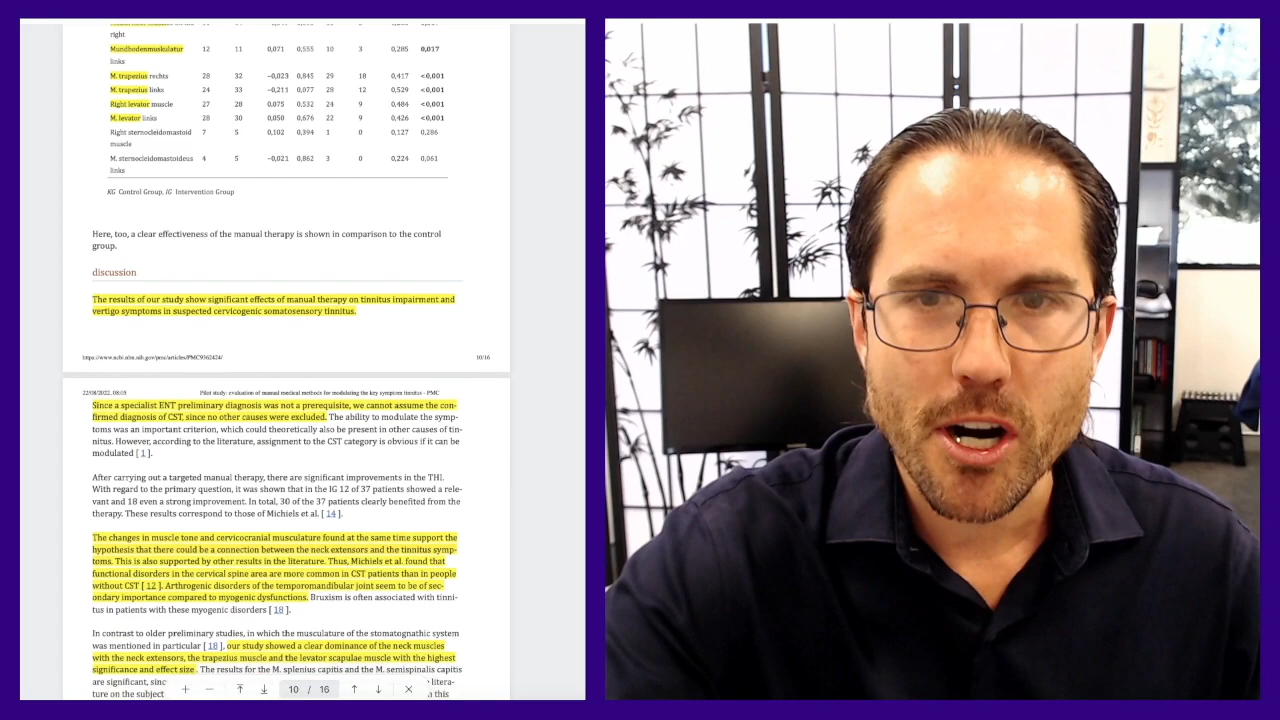 right
Mundbodenmuskulatur 12 11 0,071 0,555 10 3 0,285 0,017
links
M. trapezius rechts 28 32 −0,023 0,845 29 18 0,417 <0,001
M. trapezius links 24 33 −0,211 0,077 28 12 0,529 <0,001
Right levator muscle 27 28 0,075 0,532 24 9 0,484 <0,001
M. levator links 28 30 0,050 0,676 22 9 0,426 <0,001
Right sternocleidomastoid 7 5 0,102 0,394 1 0 0,127 0,286
muscle
M. sternocleidomastoideus 4 5 −0,021 0,862 3 0 0,224 0,061
links
KG Control Group, IG Intervention Group
Here, too, a clear effectiveness of the manual therapy is shown in comparison to the control
group.
discussion
The results of our study show significant effects of manual therapy on tinnitus impairment and
vertigo symptoms in suspected cervicogenic somatosensory tinnitus.
https://www.ncbi.nlm.nih.gov/pmc/articles/PMC9362424/ 10/16
22/08/2022, 08:05 Pilot study: evaluation of manual medical methods for modulating the key symptom tinnitus - PMC
Since a specialist ENT preliminary diagnosis was not a prerequisite, we cannot assume the con-
firmed diagnosis of CST, since no other causes were excluded. The ability to modulate the symp-
toms was an important criterion, which could theoretically also be present in other causes of tin-
nitus. However, according to the literature, assignment to the CST category is obvious if it can be
modulated [ 1 ].
After carrying out a targeted manual therapy, there are significant improvements in the THI.
With regard to the primary question, it was shown that in the IG 12 of 37 patients showed a rele-
vant and 18 even a strong improvement. In total, 30 of the 37 patients clearly benefited from the
therapy. These results correspond to those of Michiels et al. [ 14 ].
The changes in muscle tone and cervicocranial musculature found at the same time support the
hypothesis that there could be a connection between the neck extensors and the tinnitus symp-
toms. This is also supported by other results in the literature. Thus, Michiels et al. found that
functional disorders in the cervical spine area are more common in CST patients than in people
without CST [ 12 ]. Arthrogenic disorders of the temporomandibular joint seem to be of sec-
ondary importance compared to myogenic dysfunctions. Bruxism is often associated with tinni-
tus in patients with these myogenic disorders [ 18 ].
In contrast to older preliminary studies, in which the musculature of the stomatognathic system
was mentioned in particular [ 18 ], our study showed a clear dominance of the neck muscles
with the neck extensors, the trapezius muscle and the levator scapulae muscle with the highest
significance and effect size . The results for the M. splenius capitis and the M. semispinalis capitis
are significant, sinc litera-
ture on the subject n this
10 / 16